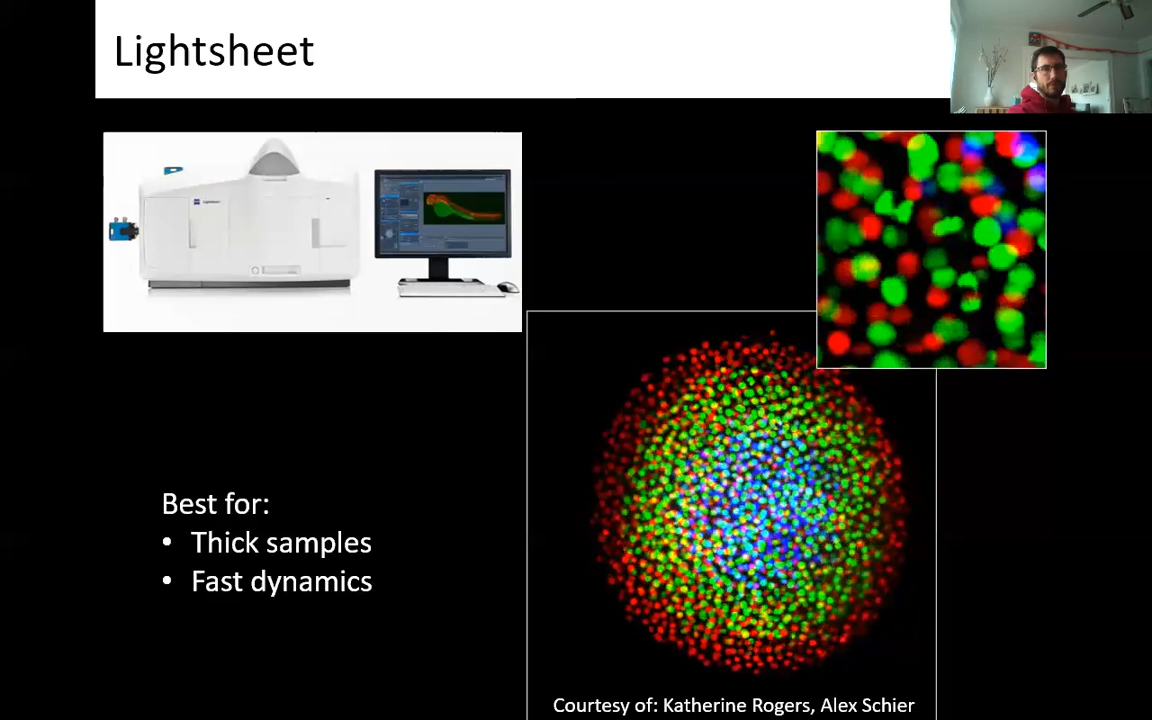 Lightsheet
Best for:
• Thick samples
• Fast dynamics
Courtesy of: Katherine Rogers, Alex Schier